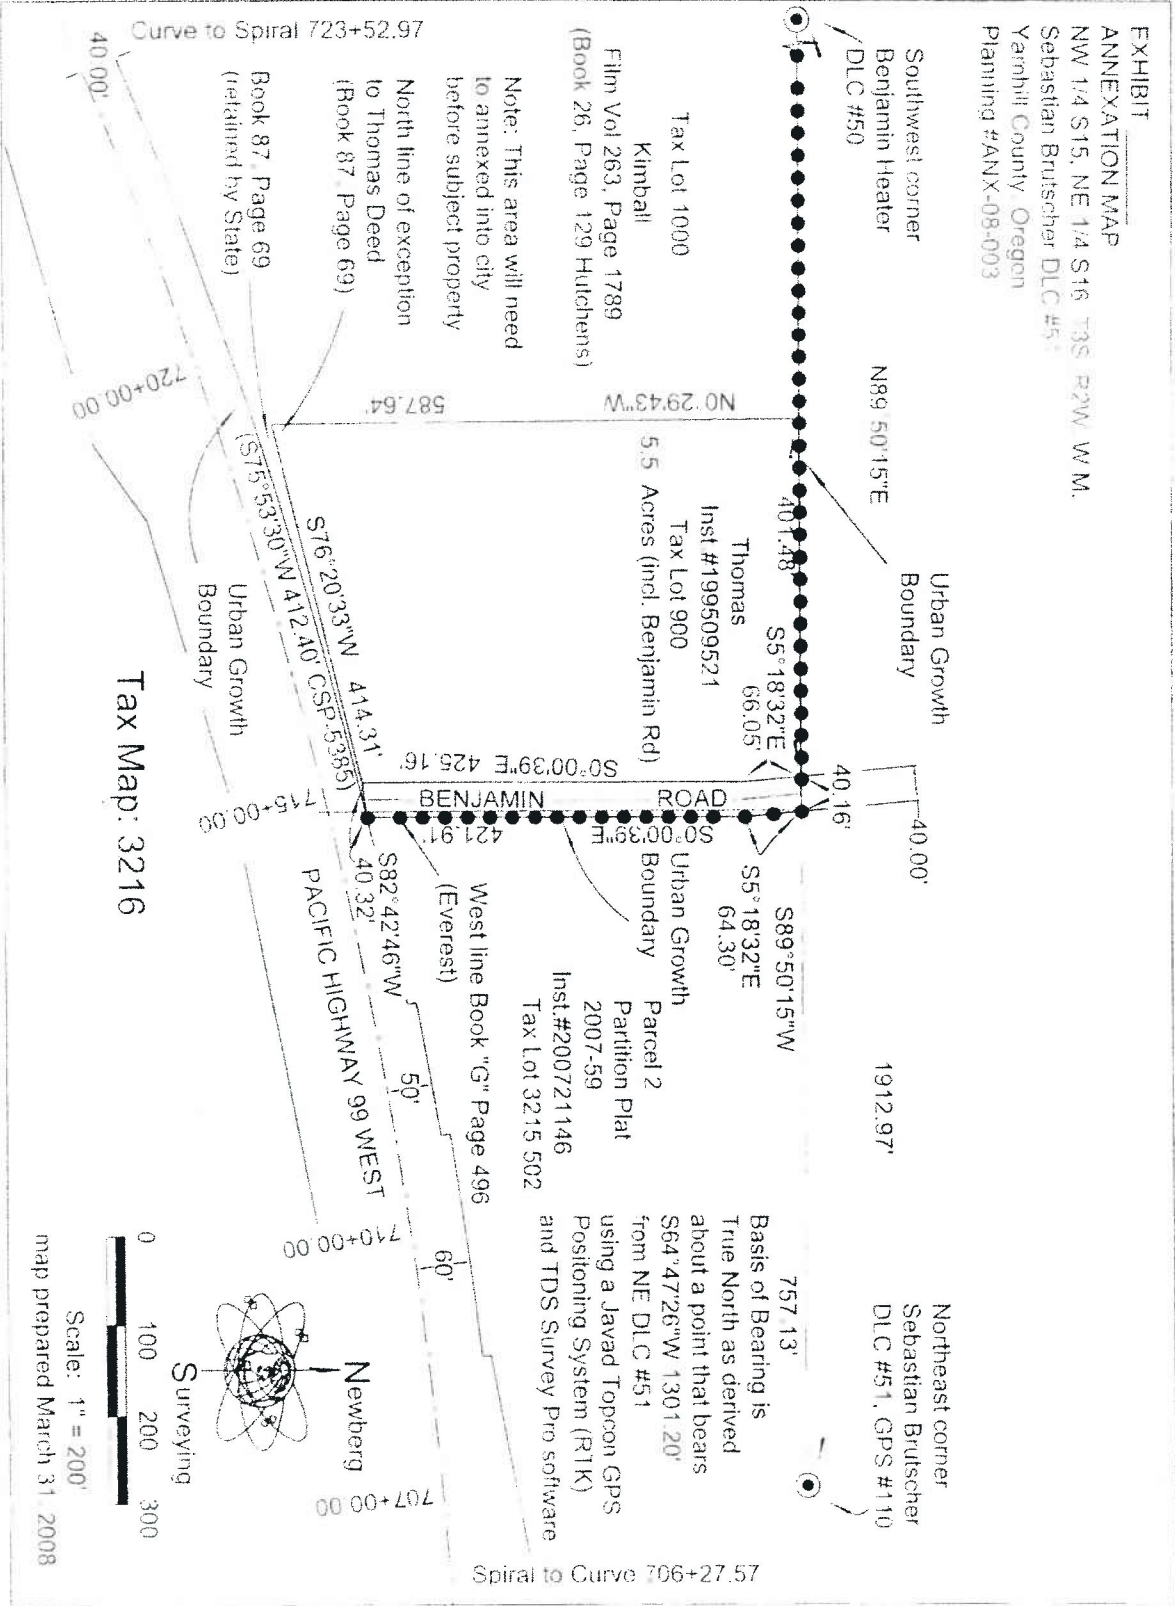 EXHIBIT
ANNEXATION MAP
NW 1/4 S15, NE 1/4 S16 T3S R2W W.M.
Sebastian Brutscher DLC #5
Yamhill County, Oregon
Planning #ANX-08-003
Southwest corner
Benjamin Heater
DLC #50
N89 50'15"E
1912.97'
Northeast corner
Sebastian Brutscher
DLC #51, GPS #110
Urban Growth
Boundary
40.16'
40.00'
S89°50'15"W
757.13'
401.48'
S5°18'32"E
66.05'
S5°18'32"E
64.30'
Tax Lot 1000
Kimball
Film Vol 263, Page 1789
(Book 26, Page 129 Hutchens)
Note: This area will need
to annexed into city
before subject property
North line of exception
to Thomas Deed
(Book 87, Page 69)
Book 87, Page 69
(retained by State)
N0°29'43"W
587.64'
Thomas
Inst #199509521
Tax Lot 900
5.5 Acres (incl. Benjamin Rd)
S0°00'39"E 425.16'
BENJAMIN ROAD
S0°00'39"E
421.91'
Urban Growth
Boundary
Parcel 2
Partition Plat
2007-59
Inst.#200721146
Tax Lot 3215 502
West line Book "G" Page 496
(Everest)
S82°42'46"W
40.32'
S76°20'33"W 414.31'
(S75°53'30"W 412.40' CSP-5385)
Urban Growth
Boundary
Basis of Bearing is
True North as derived
about a point that bears
S64°47'26"W 1301.20'
from NE DLC #51
using a Javad Topcon GPS
Positoning System (RTK)
and TDS Survey Pro software
50'
60'
PACIFIC HIGHWAY 99 WEST
40.00'
Curve to Spiral 723+52.97
720+00.00
715+00.00
710+00.00
707+00.00
Spiral to Curve 706+27.57
Tax Map: 3216
Newberg
Surveying
0 100 200 300
Scale: 1" = 200'
map prepared March 31, 2008